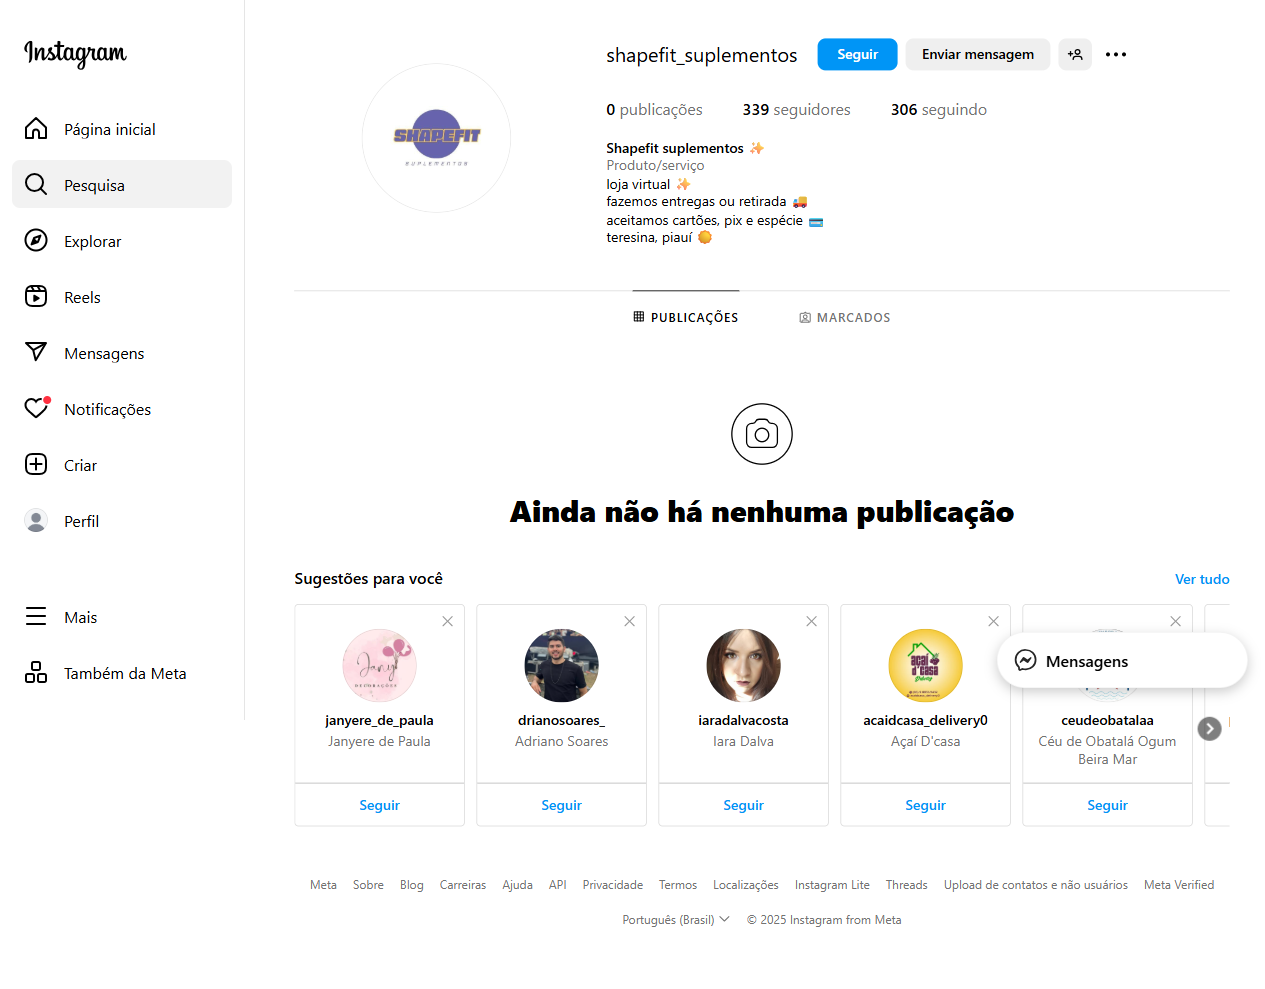 Instagram
Página inicial
Pesquisa
Explorar
Reels
Mensagens
Notificações
Criar
Perfil
Mais
Também da Meta
shapefit_suplementos
Seguir
Enviar mensagem
0 publicações
339 seguidores
306 seguindo
SHAPEFIT
SUPLEMENTOS
Shapefit suplementos ✨
Produto/serviço
loja virtual ✨
fazemos entregas ou retirada 🚚
aceitamos cartões, pix e espécie 💳
teresina, piauí 🌞
PUBLICAÇÕES
MARCADOS
Ainda não há nenhuma publicação
Sugestões para você
Ver tudo
Jany
DECORAÇÕES
janyere_de_paula
Janyere de Paula
Seguir
drianosoares_
Adriano Soares
Seguir
iaradalvacosta
Iara Dalva
Seguir
açaí
d'casa
Delivery
acaidcasa_delivery0
Açaí D'casa
Seguir
ceudeobatalaa
Céu de Obatalá Ogum
Beira Mar
Seguir
Mensagens
Meta Sobre Blog Carreiras Ajuda API Privacidade Termos Localizações Instagram Lite Threads Upload de contatos e não usuários Meta Verified
Português (Brasil) © 2025 Instagram from Meta